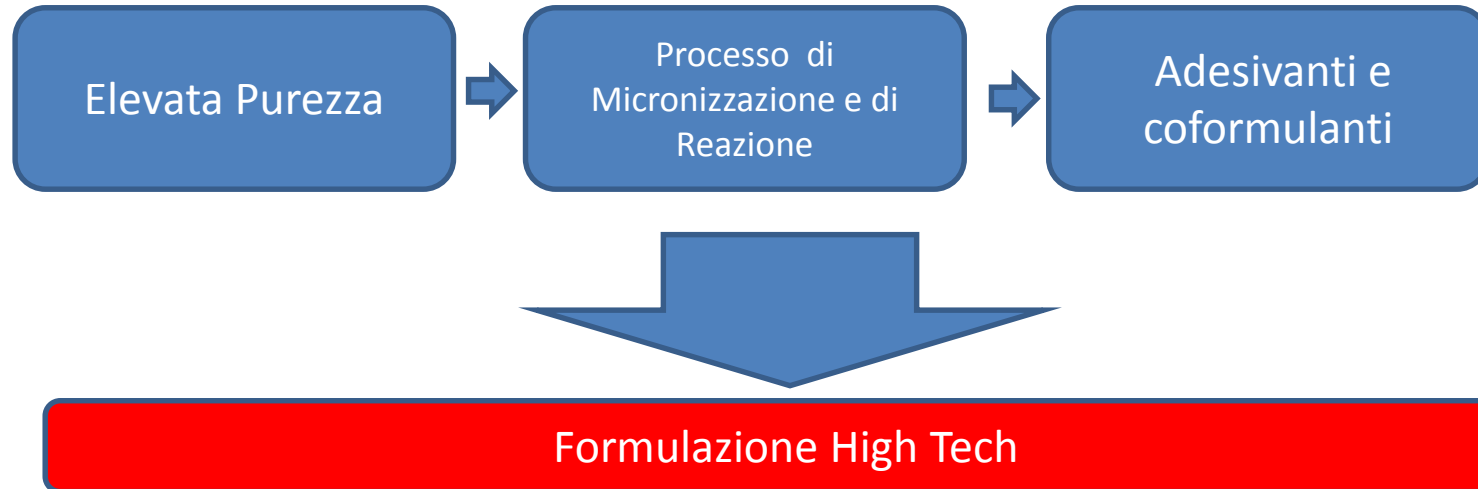 Elevata Purezza
Processo di
Micronizzazione e di
Reazione
Adesivanti e
coformulanti
Formulazione High Tech